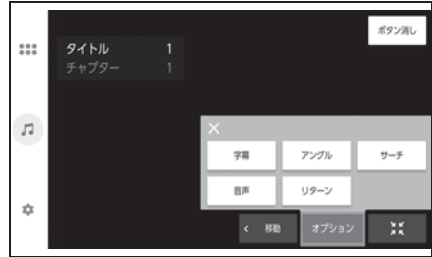 ボタン消し
タイトル 1
チャプター 1
字幕 アングル サーチ
音声 リターン
移動 オプション